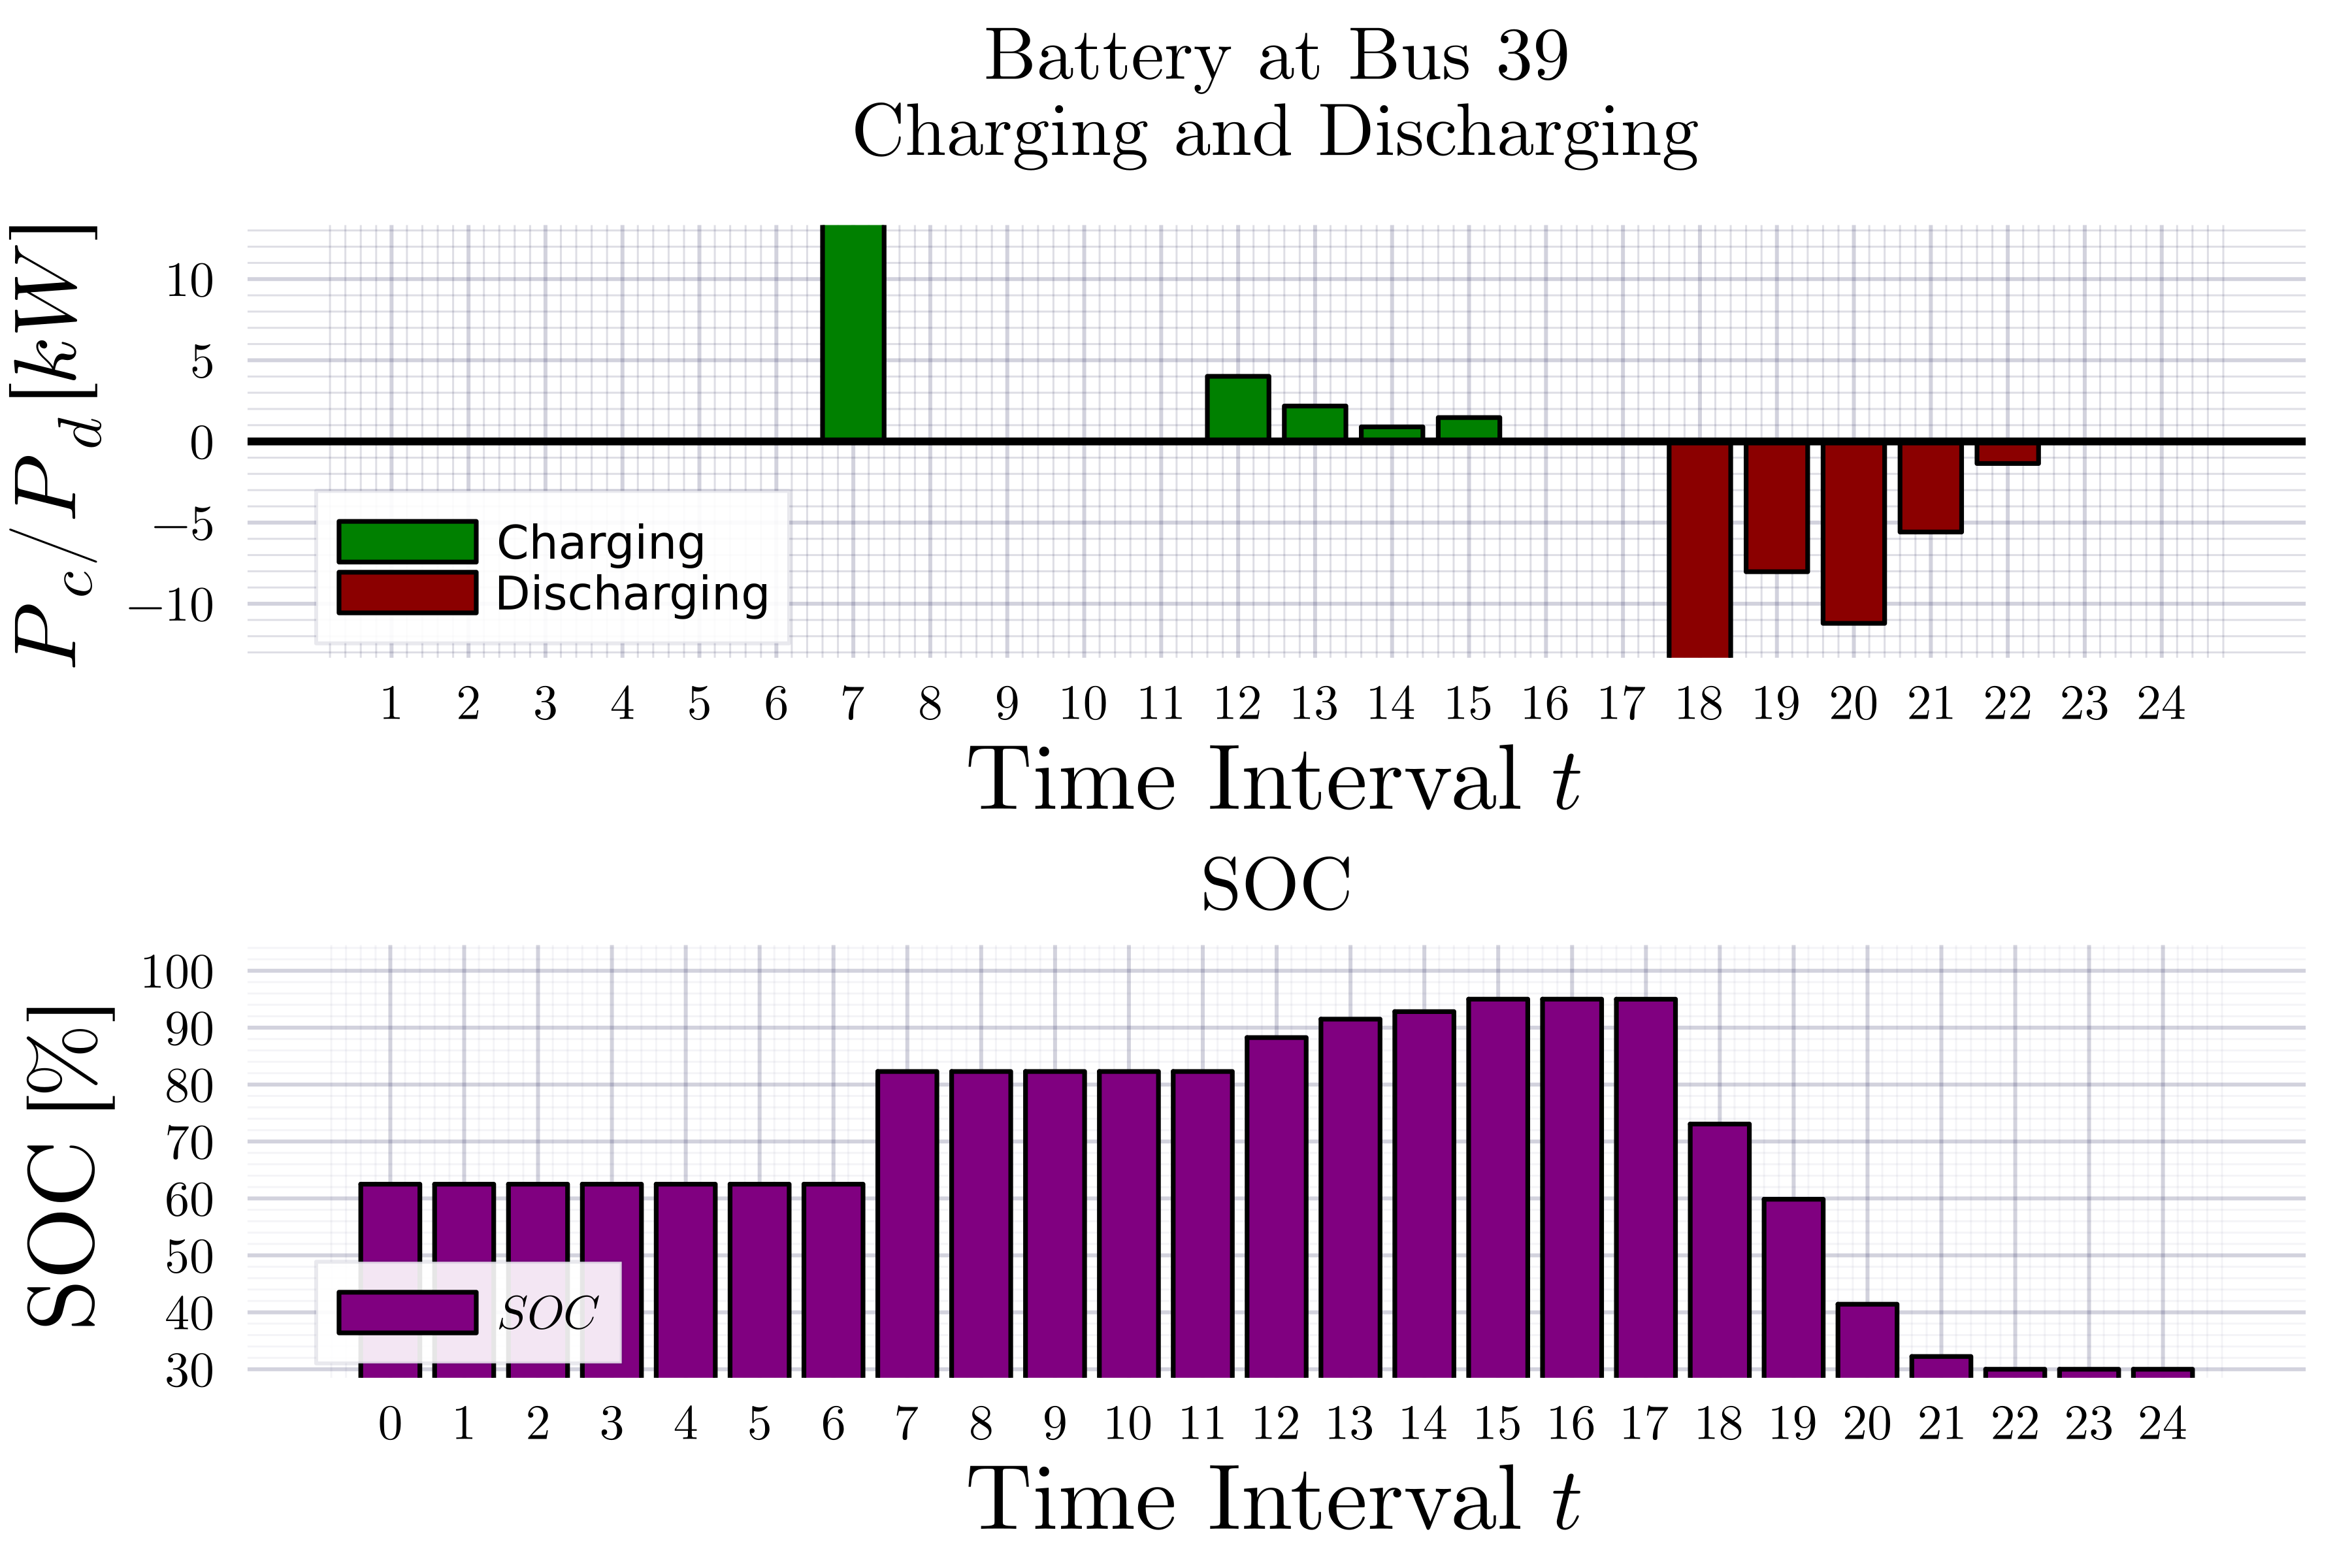 Battery at Bus 39
Charging and Discharging
P_c/P_d [kW]
10
5
0
−5
−10
Charging
Discharging
1 2 3 4 5 6 7 8 9 10 11 12 13 14 15 16 17 18 19 20 21 22 23 24
Time Interval t
SOC
SOC [%]
100
90
80
70
60
50
40
30
SOC
0 1 2 3 4 5 6 7 8 9 10 11 12 13 14 15 16 17 18 19 20 21 22 23 24
Time Interval t